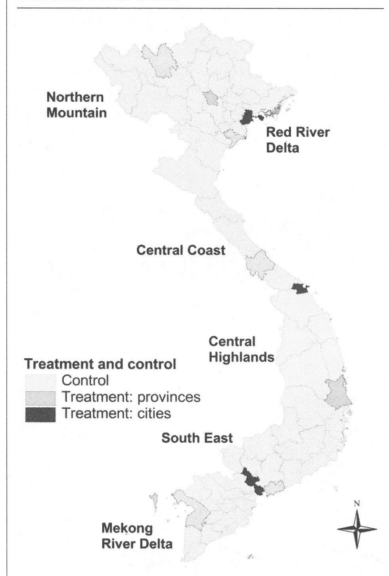 Northern
Mountain
Red River
Delta
Central Coast
Central
Highlands
Treatment and control
Control
Treatment: provinces
Treatment: cities
South East
Mekong
River Delta
N